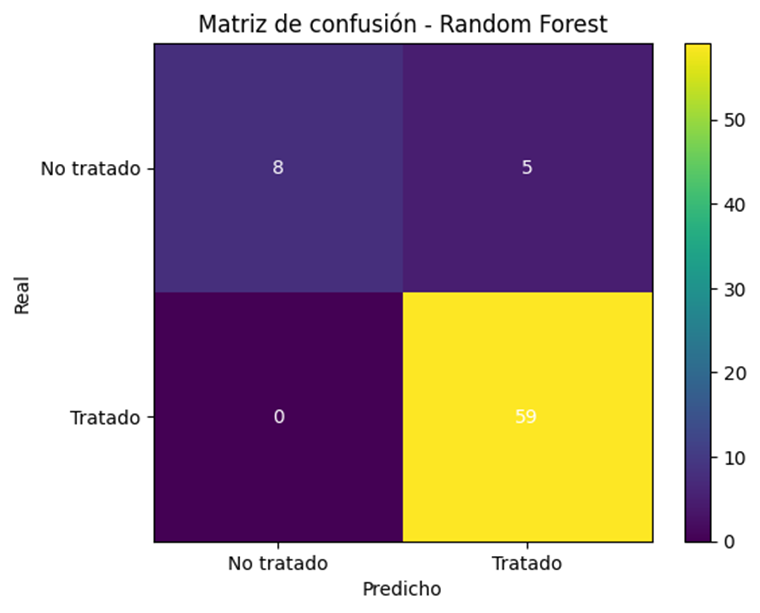 Matriz de confusión - Random Forest
No tratado
8
5
50
40
30
Real
20
Tratado
0
59
10
0
No tratado
Tratado
Predicho